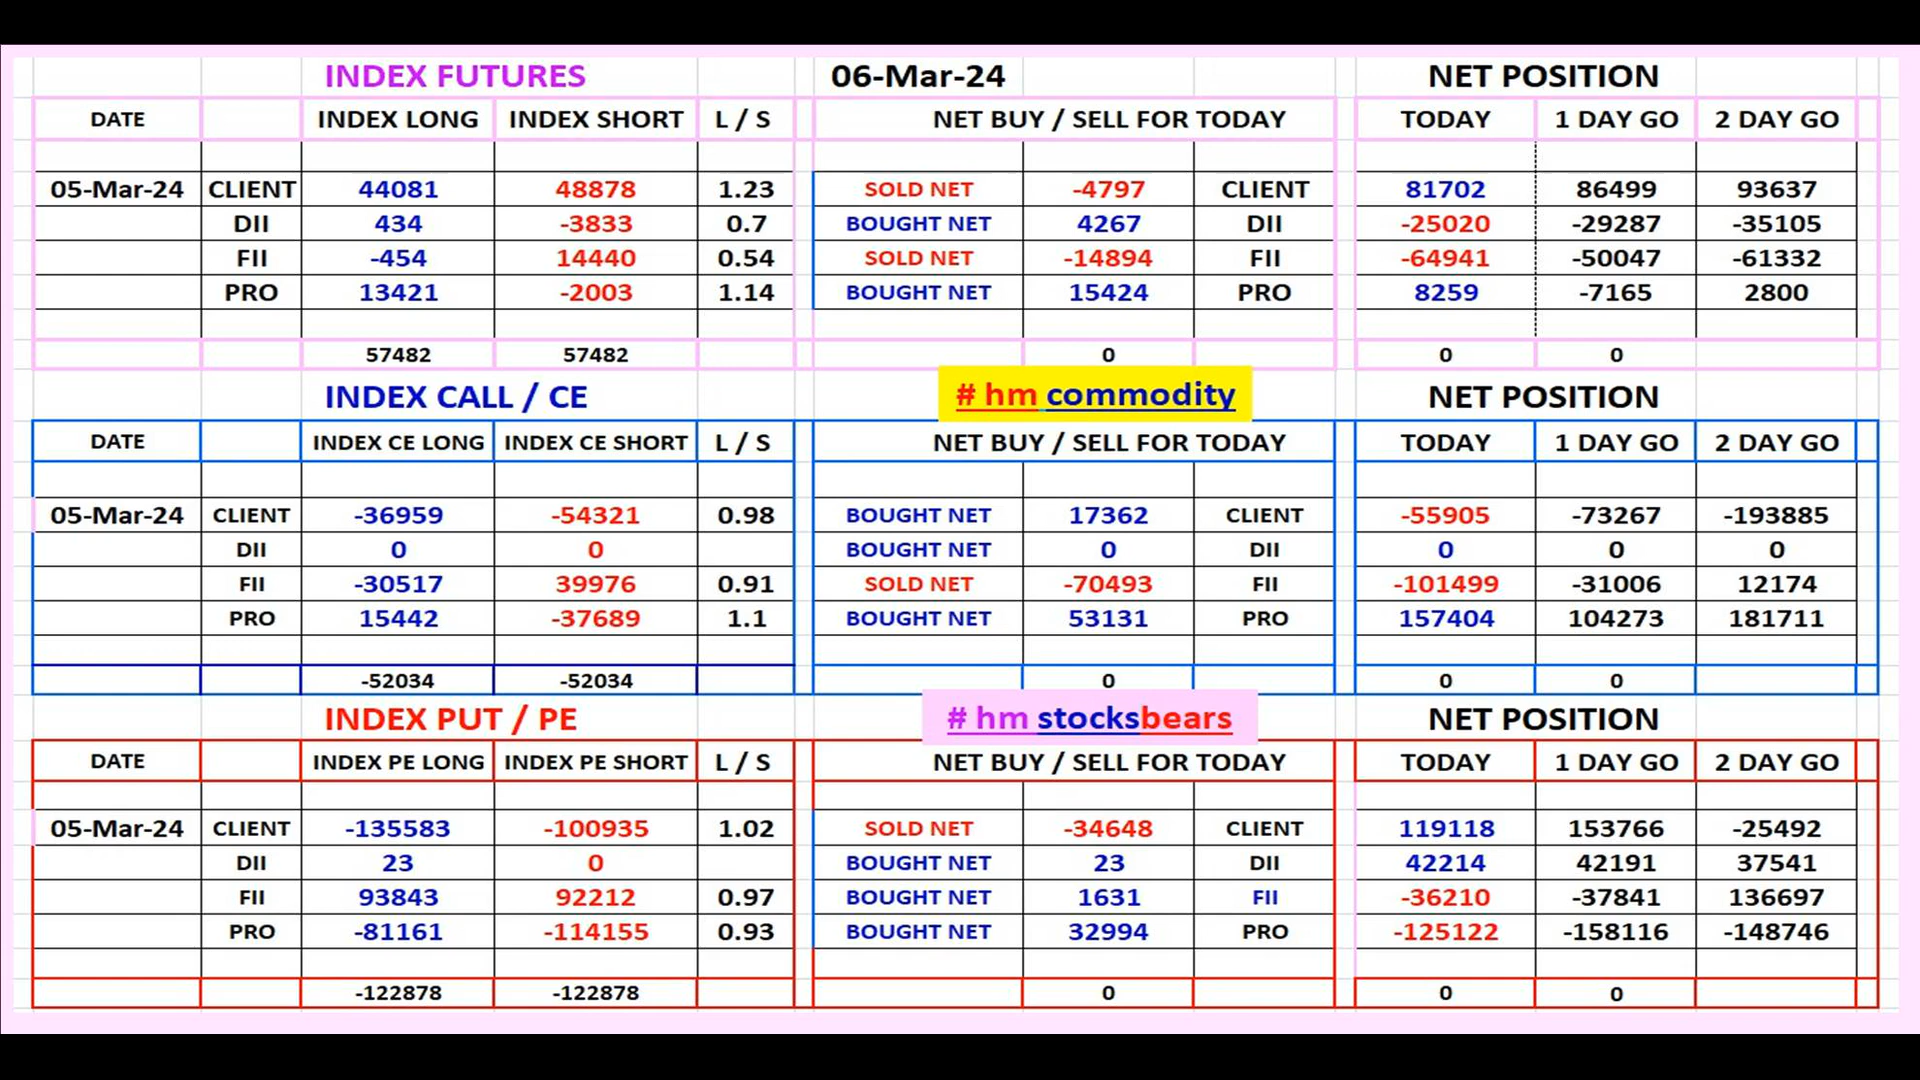 INDEX FUTURES 06-Mar-24 NET POSITION
DATE INDEX LONG INDEX SHORT L / S NET BUY / SELL FOR TODAY TODAY 1 DAY GO 2 DAY GO
05-Mar-24 CLIENT 44081 48878 1.23 SOLD NET -4797 CLIENT 81702 86499 93637
DII 434 -3833 0.7 BOUGHT NET 4267 DII -25020 -29287 -35105
FII -454 14440 0.54 SOLD NET -14894 FII -64941 -50047 -61332
PRO 13421 -2003 1.14 BOUGHT NET 15424 PRO 8259 -7165 2800
57482 57482 0 0 0
INDEX CALL / CE # hm commodity NET POSITION
DATE INDEX CE LONG INDEX CE SHORT L / S NET BUY / SELL FOR TODAY TODAY 1 DAY GO 2 DAY GO
05-Mar-24 CLIENT -36959 -54321 0.98 BOUGHT NET 17362 CLIENT -55905 -73267 -193885
DII 0 0 BOUGHT NET 0 DII 0 0 0
FII -30517 39976 0.91 SOLD NET -70493 FII -101499 -31006 12174
PRO 15442 -37689 1.1 BOUGHT NET 53131 PRO 157404 104273 181711
-52034 -52034 0 0 0
INDEX PUT / PE # hm stocksbears NET POSITION
DATE INDEX PE LONG INDEX PE SHORT L / S NET BUY / SELL FOR TODAY TODAY 1 DAY GO 2 DAY GO
05-Mar-24 CLIENT -135583 -100935 1.02 SOLD NET -34648 CLIENT 119118 153766 -25492
DII 23 0 BOUGHT NET 23 DII 42214 42191 37541
FII 93843 92212 0.97 BOUGHT NET 1631 FII -36210 -37841 136697
PRO -81161 -114155 0.93 BOUGHT NET 32994 PRO -125122 -158116 -148746
-122878 -122878 0 0 0